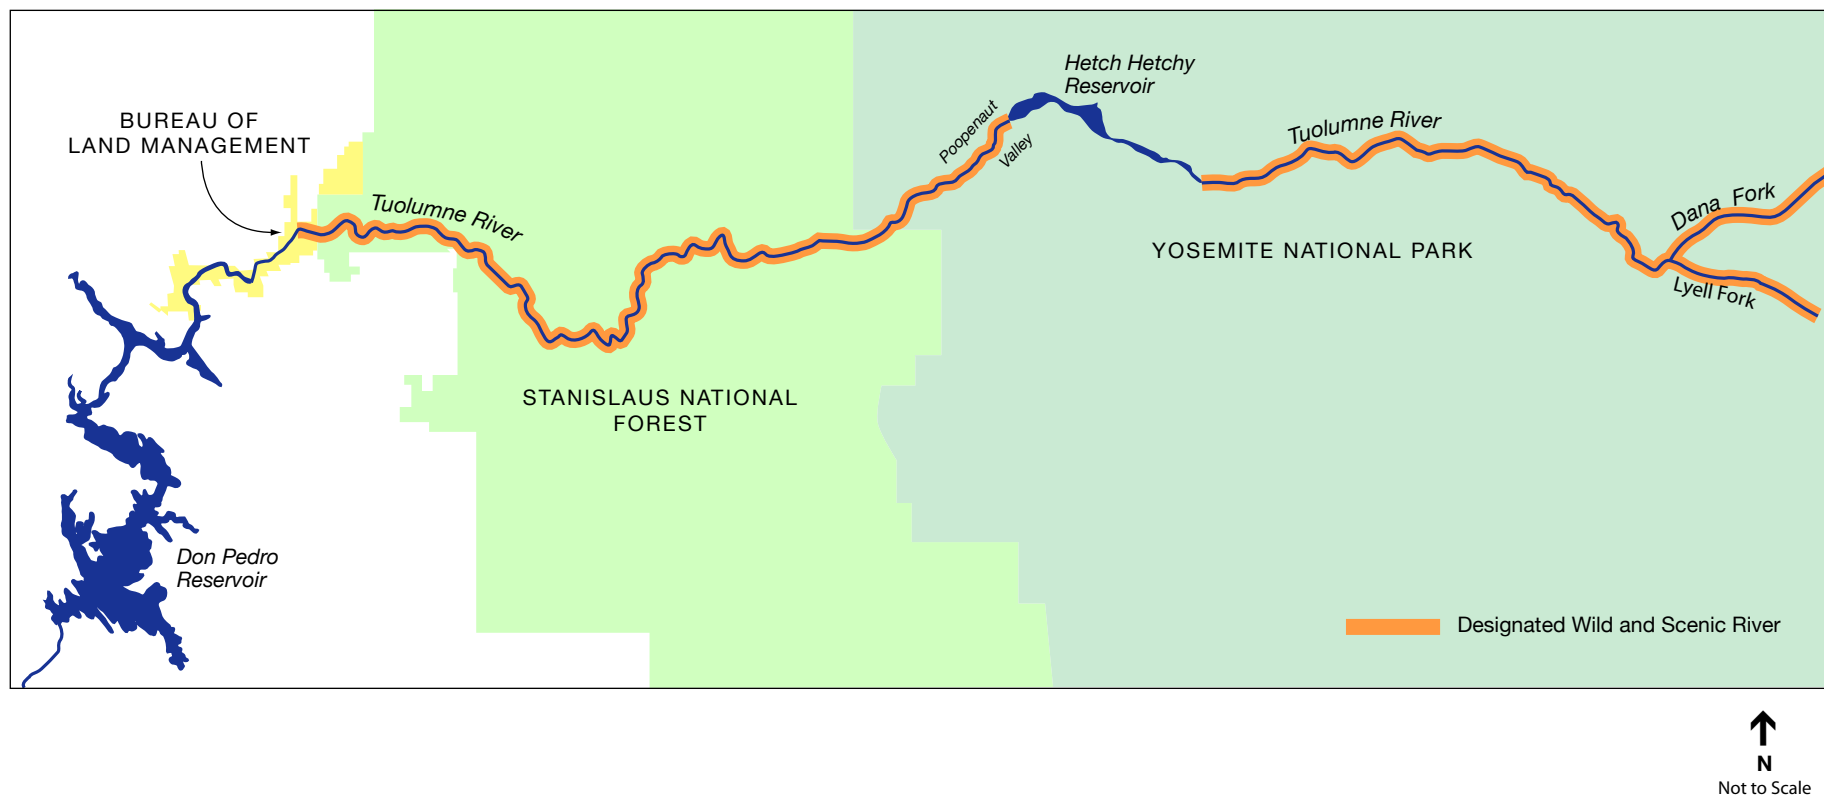 Hetch Hetchy
Reservoir
BUREAU OF
LAND MANAGEMENT
Poopenaut
Valley
Tuolumne River
Tuolumne River
Dana Fork
Lyell Fork
YOSEMITE NATIONAL PARK
STANISLAUS NATIONAL
FOREST
Don Pedro
Reservoir
Designated Wild and Scenic River
N
Not to Scale